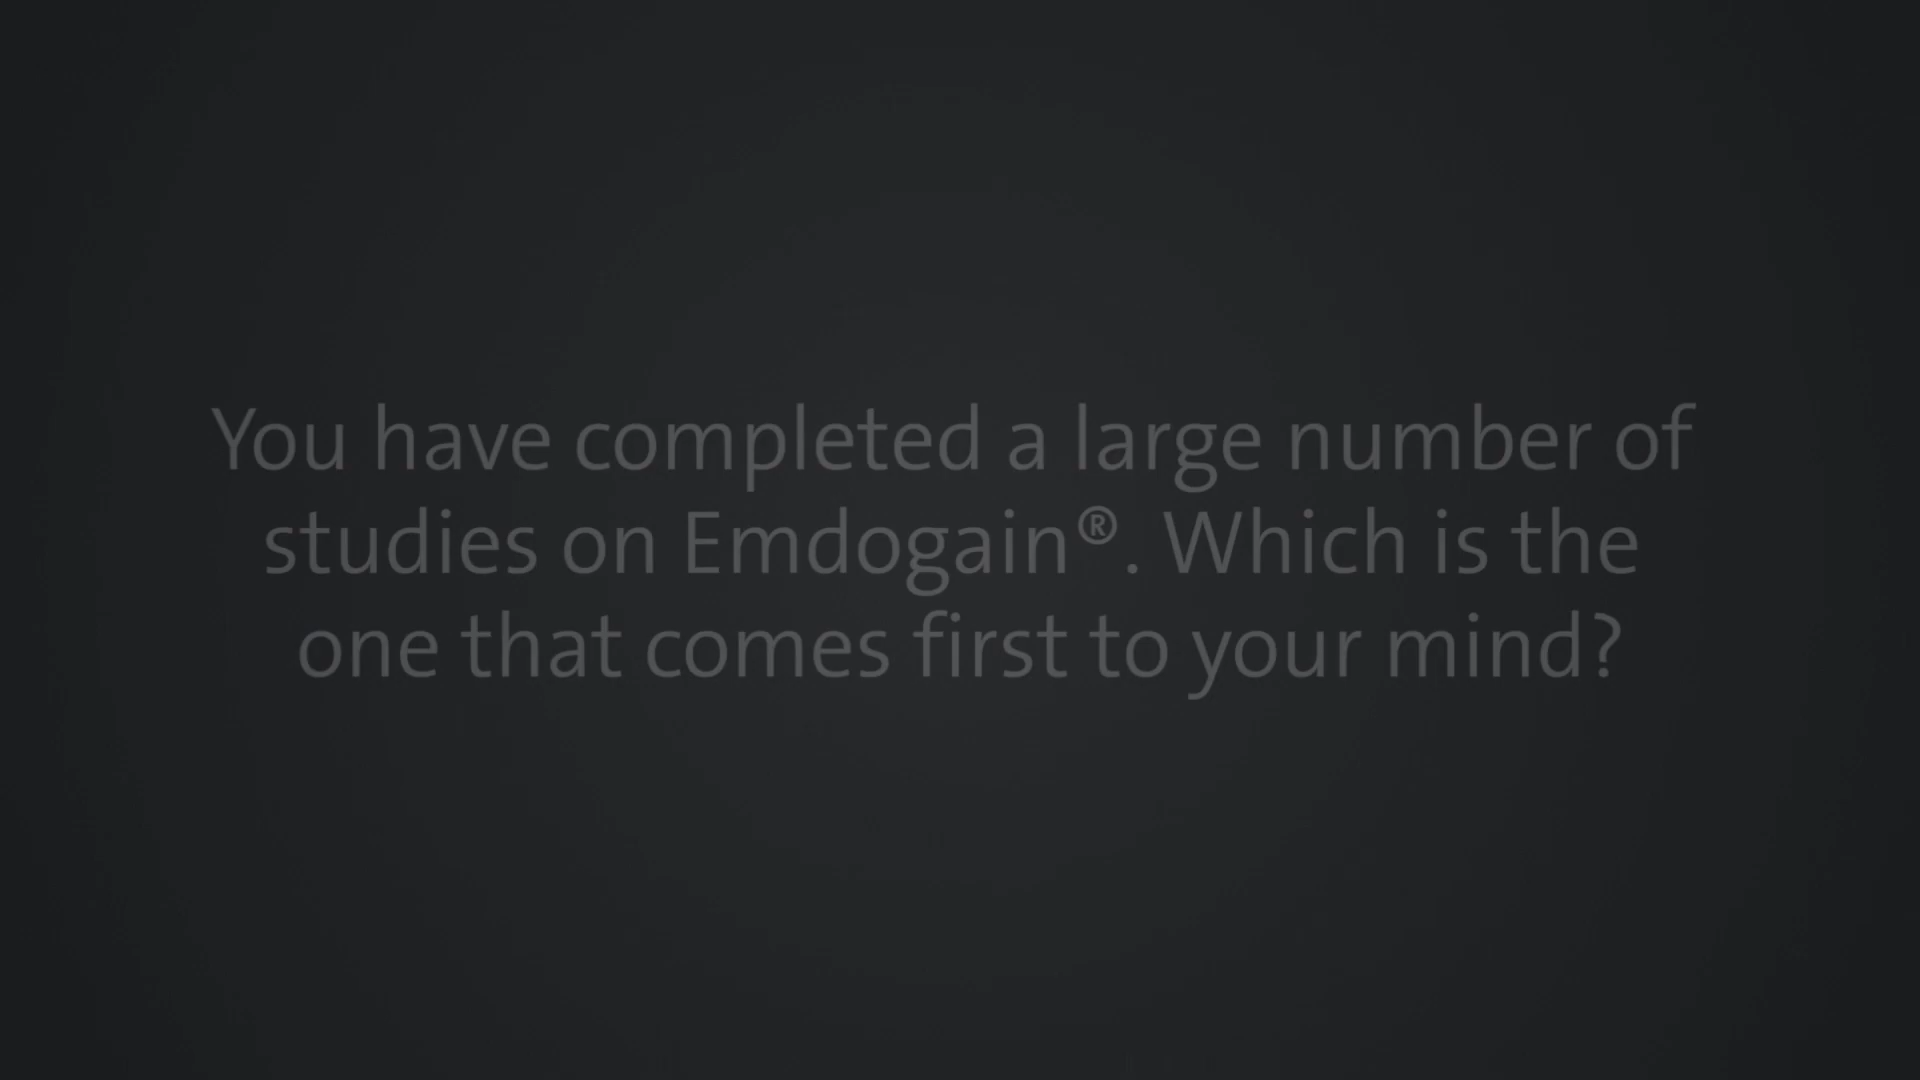 You have completed a large number of
studies on Emdogain®. Which is the
one that comes first to your mind?